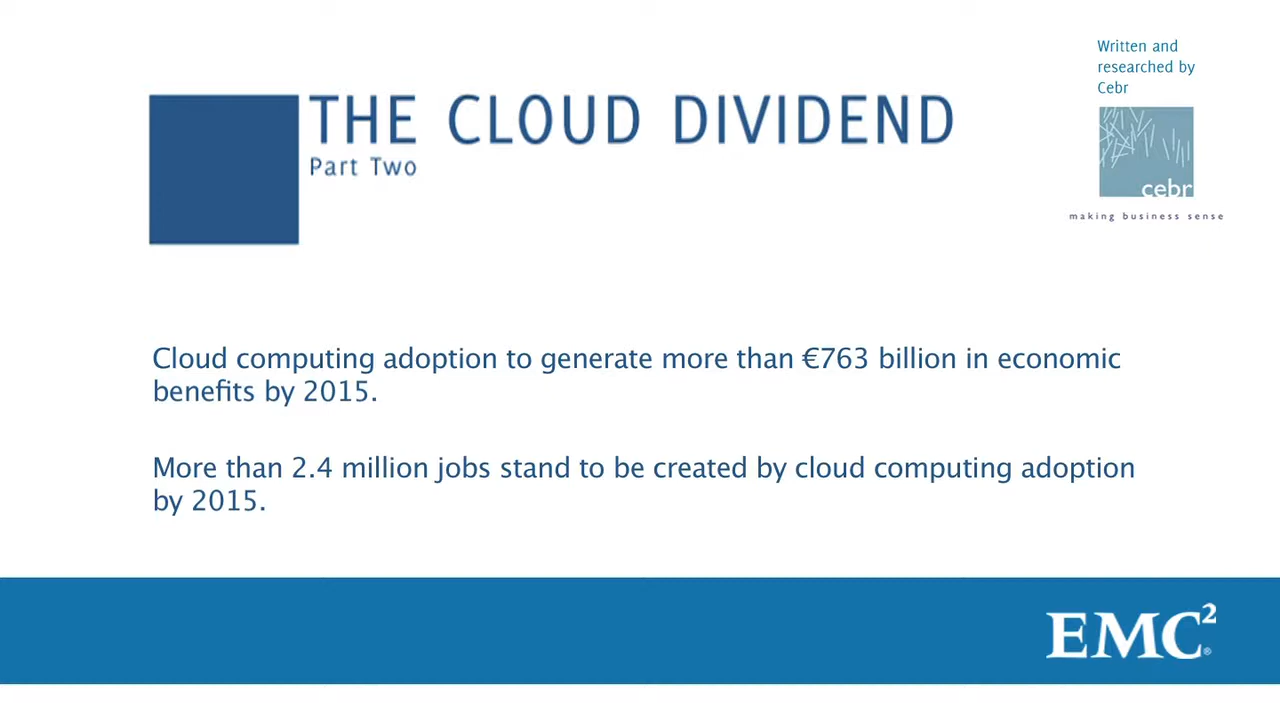 THE CLOUD DIVIDEND
Part Two
Written and
researched by
Cebr
cebr
making business sense
Cloud computing adoption to generate more than €763 billion in economic
benefits by 2015.
More than 2.4 million jobs stand to be created by cloud computing adoption
by 2015.
EMC²®